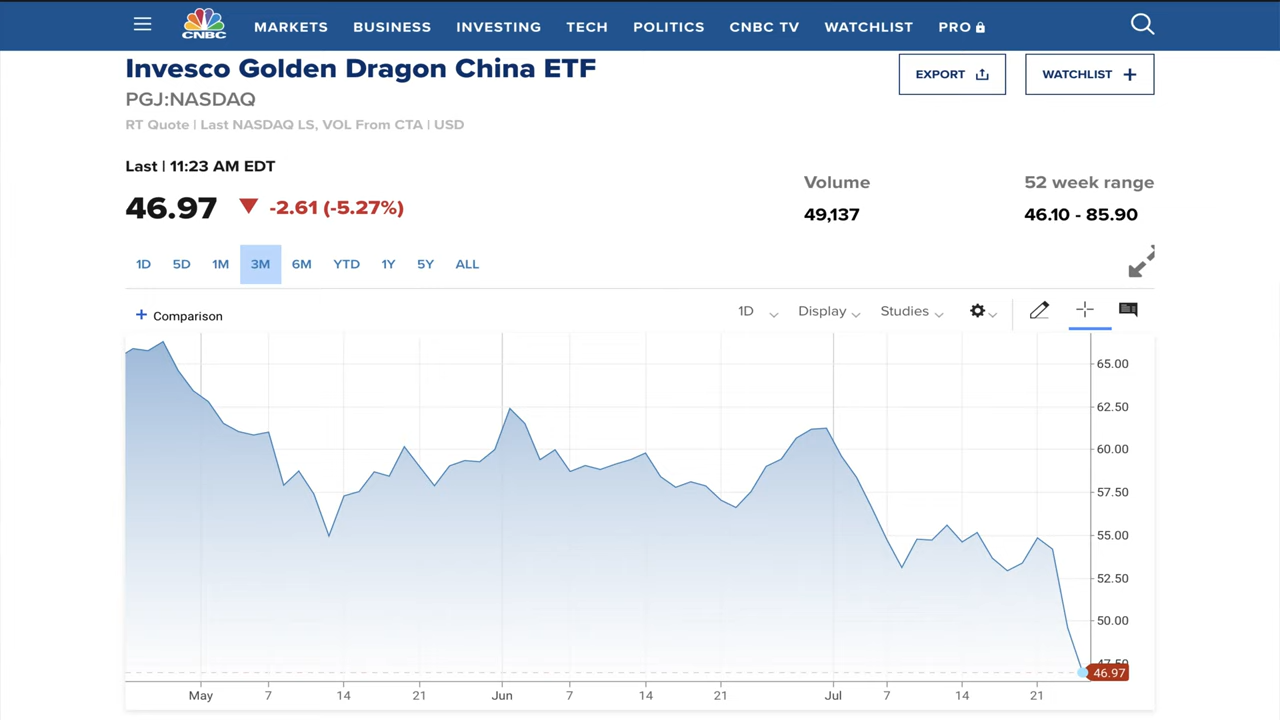 CNBC
MARKETS BUSINESS INVESTING TECH POLITICS CNBC TV WATCHLIST PRO
Invesco Golden Dragon China ETF
EXPORT WATCHLIST +
PGJ:NASDAQ
RT Quote | Last NASDAQ LS, VOL From CTA | USD
Last | 11:23 AM EDT
Volume 52 week range
46.97 ▼ -2.61 (-5.27%)
49,137 46.10 - 85.90
1D 5D 1M 3M 6M YTD 1Y 5Y ALL
+ Comparison 1D Display Studies
65.00
62.50
60.00
57.50
55.00
52.50
50.00
47.50
46.97
May 7 14 21 Jun 7 14 21 Jul 7 14 21